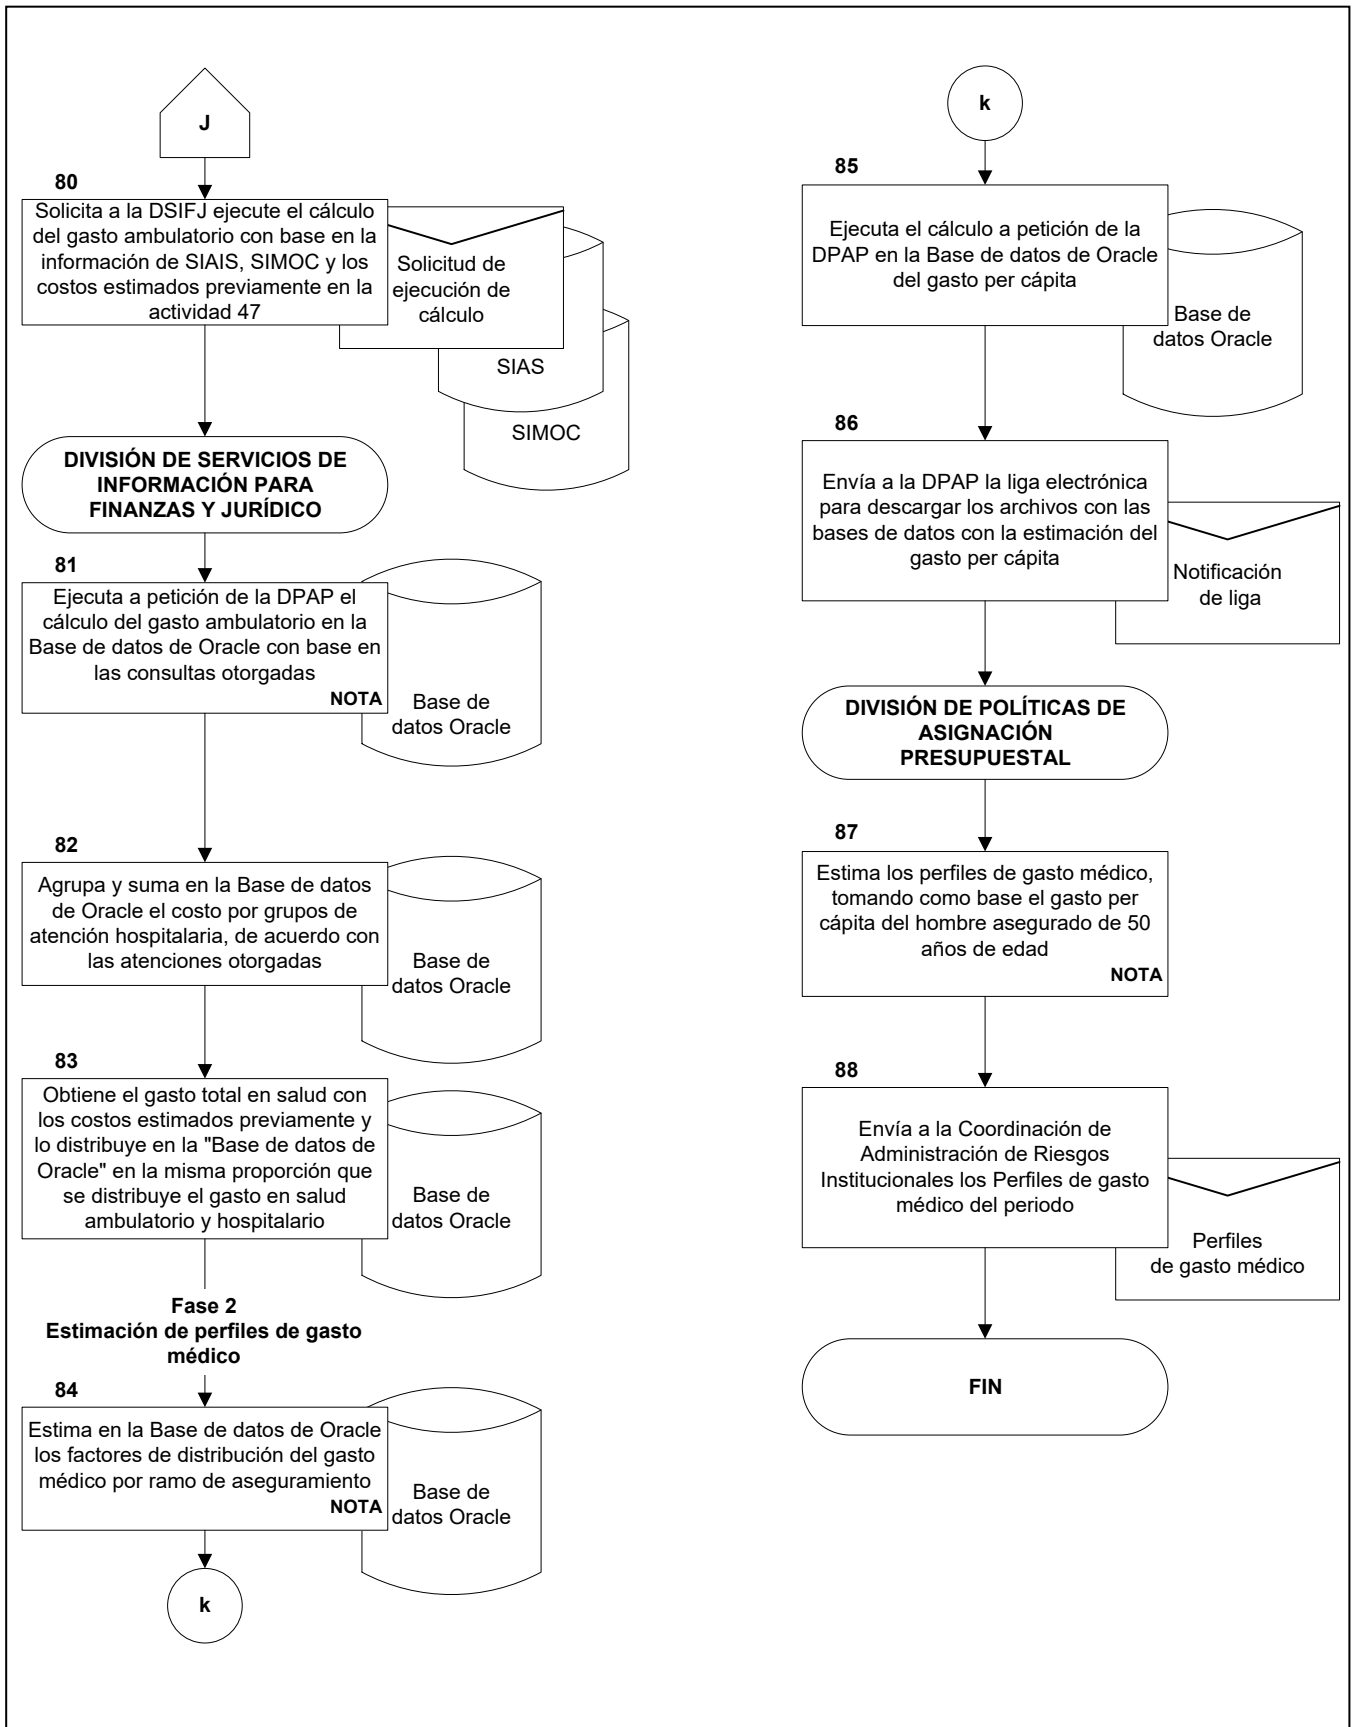 J
80
Solicita a la DSIFJ ejecute el cálculo
del gasto ambulatorio con base en la
información de SIAIS, SIMOC y los
costos estimados previamente en la
actividad 47
Solicitud de
ejecución de
cálculo
SIAS
SIMOC
DIVISIÓN DE SERVICIOS DE
INFORMACIÓN PARA
FINANZAS Y JURÍDICO
81
Ejecuta a petición de la DPAP el
cálculo del gasto ambulatorio en la
Base de datos de Oracle con base en
las consultas otorgadas
NOTA
Base de
datos Oracle
82
Agrupa y suma en la Base de datos
de Oracle el costo por grupos de
atención hospitalaria, de acuerdo con
las atenciones otorgadas
Base de
datos Oracle
83
Obtiene el gasto total en salud con
los costos estimados previamente y
lo distribuye en la "Base de datos de
Oracle" en la misma proporción que
se distribuye el gasto en salud
ambulatorio y hospitalario
Base de
datos Oracle
Fase 2
Estimación de perfiles de gasto
médico
84
Estima en la Base de datos de Oracle
los factores de distribución del gasto
médico por ramo de aseguramiento
NOTA
Base de
datos Oracle
k
k
85
Ejecuta el cálculo a petición de la
DPAP en la Base de datos de Oracle
del gasto per cápita
Base de
datos Oracle
86
Envía a la DPAP la liga electrónica
para descargar los archivos con las
bases de datos con la estimación del
gasto per cápita
Notificación
de liga
DIVISIÓN DE POLÍTICAS DE
ASIGNACIÓN
PRESUPUESTAL
87
Estima los perfiles de gasto médico,
tomando como base el gasto per
cápita del hombre asegurado de 50
años de edad
NOTA
88
Envía a la Coordinación de
Administración de Riesgos
Institucionales los Perfiles de gasto
médico del periodo
Perfiles
de gasto médico
FIN